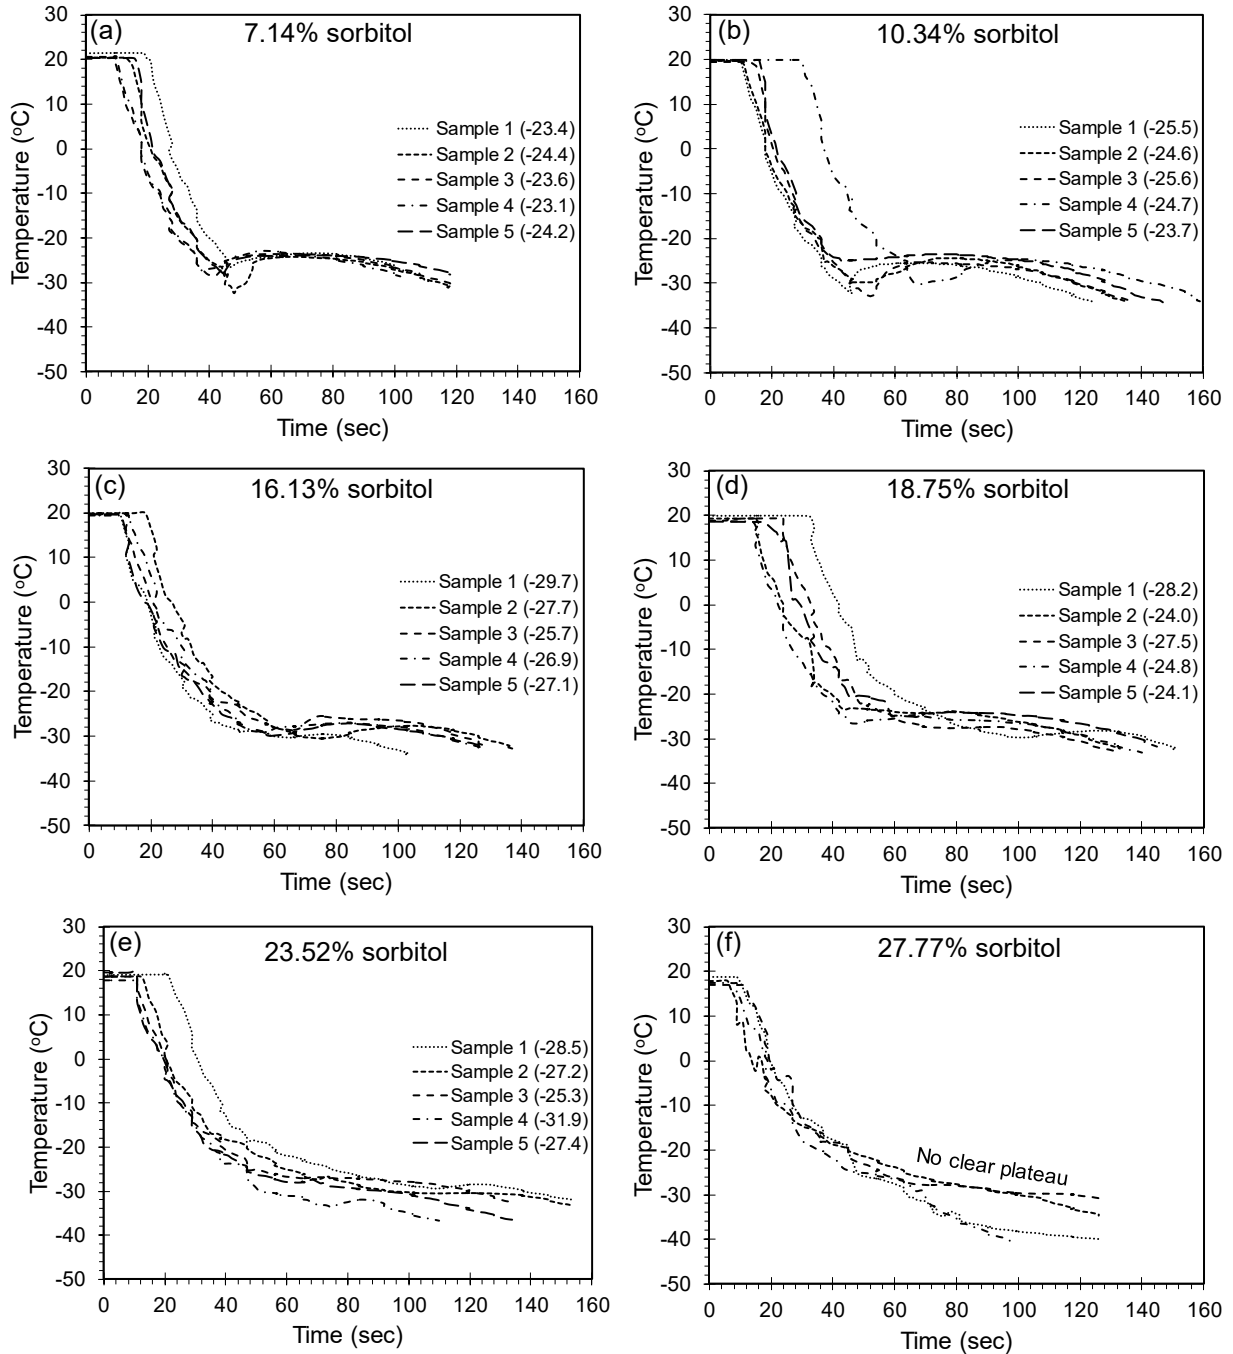 (a) 7.14% sorbitol
30
20
10
0
-10
-20
-30
-40
-50
Temperature (°C)
Sample 1 (-23.4)
Sample 2 (-24.4)
Sample 3 (-23.6)
Sample 4 (-23.1)
Sample 5 (-24.2)
0 20 40 60 80 100 120 140 160
Time (sec)
(b) 10.34% sorbitol
30
20
10
0
-10
-20
-30
-40
-50
Temperature (°C)
Sample 1 (-25.5)
Sample 2 (-24.6)
Sample 3 (-25.6)
Sample 4 (-24.7)
Sample 5 (-23.7)
0 20 40 60 80 100 120 140 160
Time (sec)
(c) 16.13% sorbitol
30
20
10
0
-10
-20
-30
-40
-50
Temperature (°C)
Sample 1 (-29.7)
Sample 2 (-27.7)
Sample 3 (-25.7)
Sample 4 (-26.9)
Sample 5 (-27.1)
0 20 40 60 80 100 120 140 160
Time (sec)
(d) 18.75% sorbitol
30
20
10
0
-10
-20
-30
-40
-50
Temperature (°C)
Sample 1 (-28.2)
Sample 2 (-24.0)
Sample 3 (-27.5)
Sample 4 (-24.8)
Sample 5 (-24.1)
0 20 40 60 80 100 120 140 160
Time (sec)
(e) 23.52% sorbitol
30
20
10
0
-10
-20
-30
-40
-50
Temperature (°C)
Sample 1 (-28.5)
Sample 2 (-27.2)
Sample 3 (-25.3)
Sample 4 (-31.9)
Sample 5 (-27.4)
0 20 40 60 80 100 120 140 160
Time (sec)
(f) 27.77% sorbitol
30
20
10
0
-10
-20
-30
-40
-50
Temperature (°C)
No clear plateau
0 20 40 60 80 100 120 140 160
Time (sec)